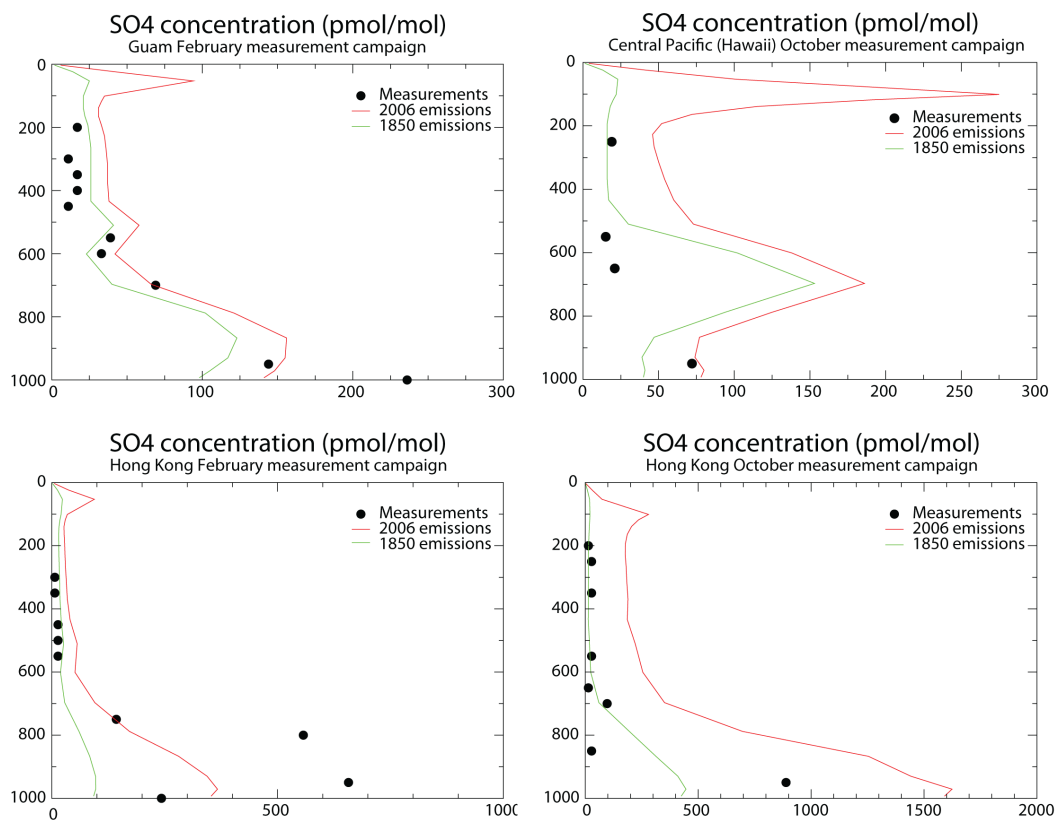 SO4 concentration (pmol/mol)
Guam February measurement campaign
0
200
400
600
800
1000
Measurements
2006 emissions
1850 emissions
0 100 200 300
SO4 concentration (pmol/mol)
Central Pacific (Hawaii) October measurement campaign
0
200
400
600
800
1000
Measurements
2006 emissions
1850 emissions
0 50 100 150 200 250 300
SO4 concentration (pmol/mol)
Hong Kong February measurement campaign
0
200
400
600
800
1000
Measurements
2006 emissions
1850 emissions
0 500 100
SO4 concentration (pmol/mol)
Hong Kong October measurement campaign
0
200
400
600
800
1000
Measurements
2006 emissions
1850 emissions
0 500 1000 1500 2000